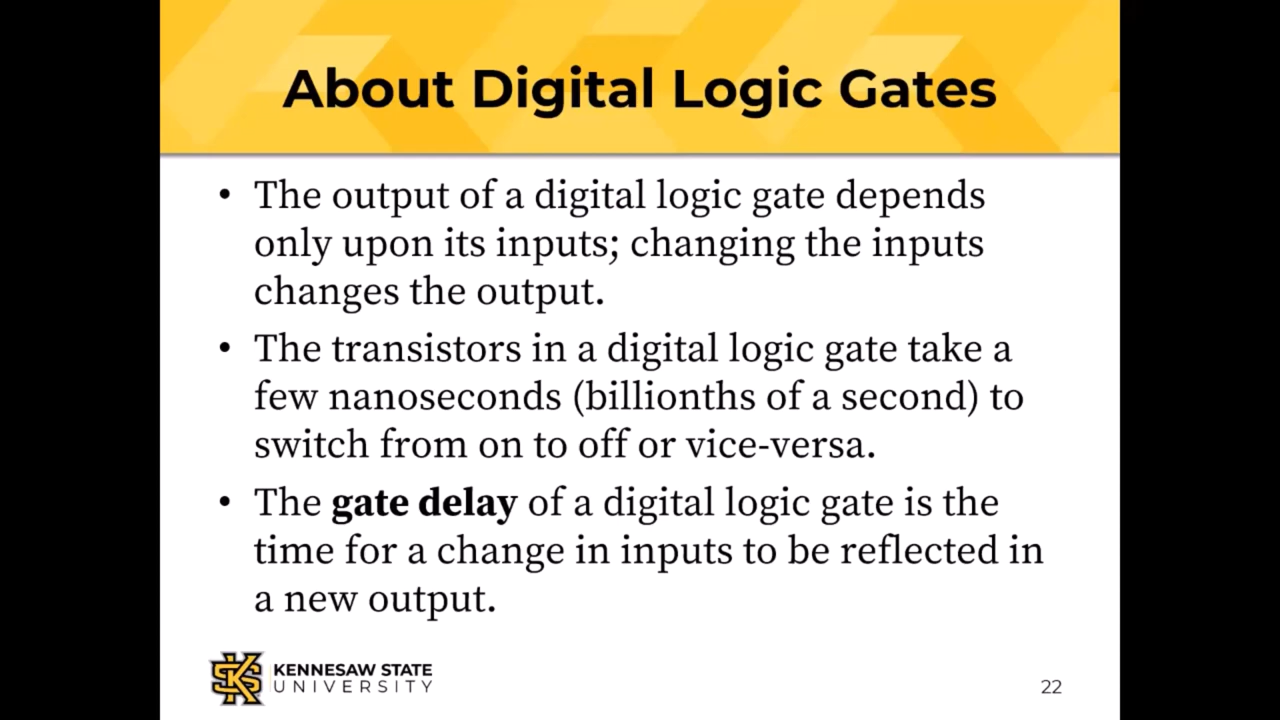 About Digital Logic Gates
• The output of a digital logic gate depends
only upon its inputs; changing the inputs
changes the output.
• The transistors in a digital logic gate take a
few nanoseconds (billionths of a second) to
switch from on to off or vice-versa.
• The gate delay of a digital logic gate is the
time for a change in inputs to be reflected in
a new output.
KENNESAW STATE
UNIVERSITY
22